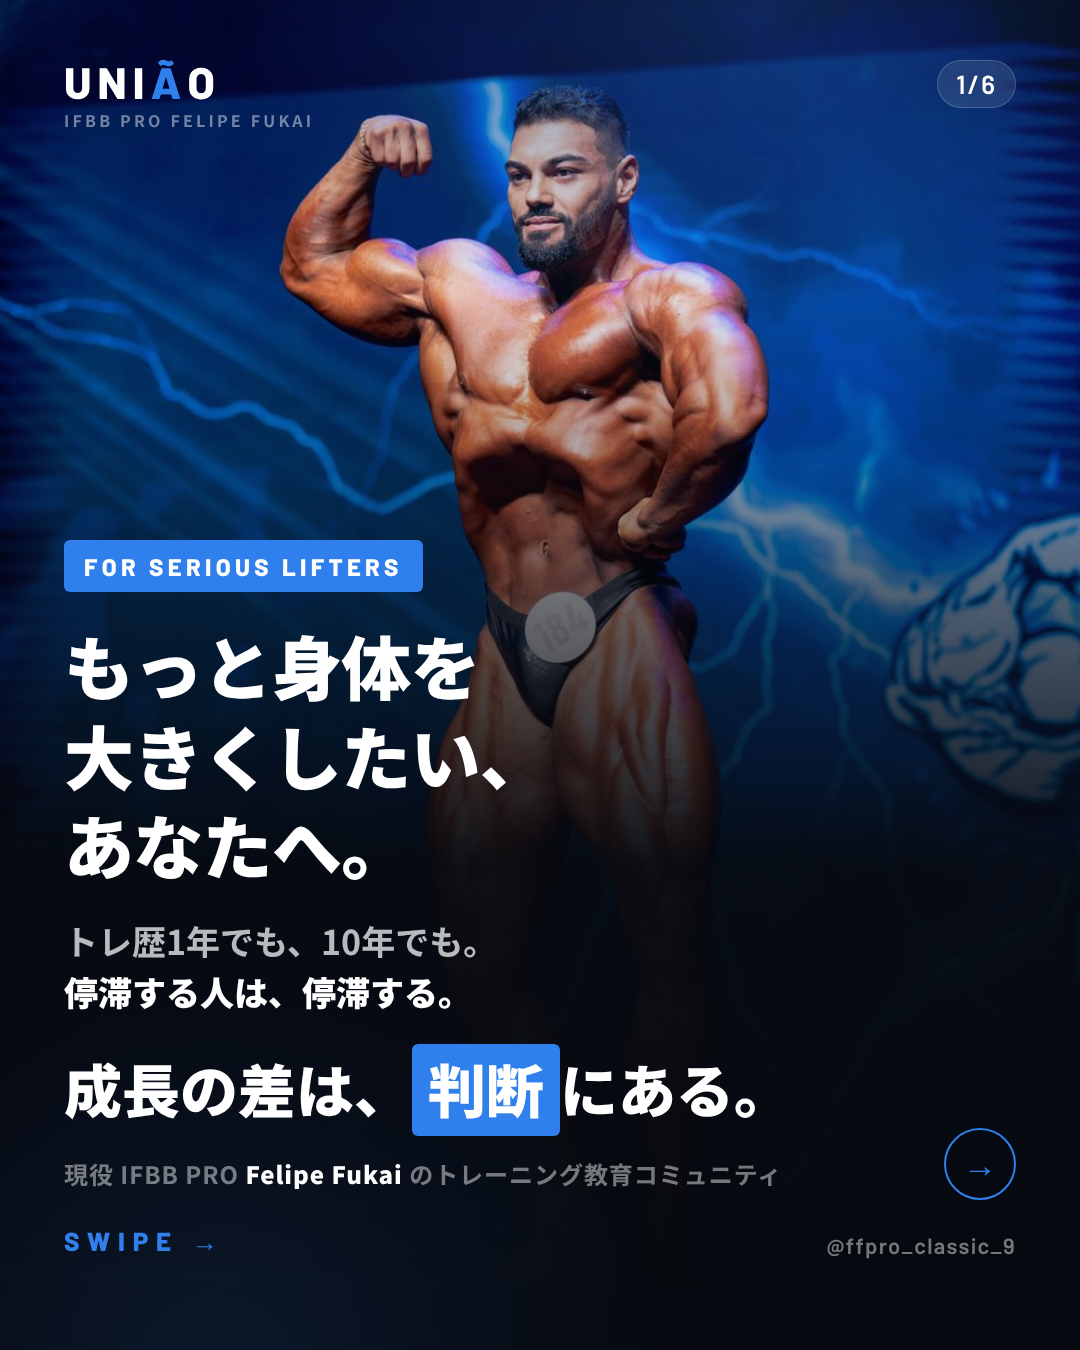 UNIÃO
IFBB PRO FELIPE FUKAI
1/6
184
FOR SERIOUS LIFTERS
もっと身体を
大きくしたい、
あなたへ。
トレ歴1年でも、10年でも。
停滞する人は、停滞する。
成長の差は、判断にある。
現役 IFBB PRO Felipe Fukai のトレーニング教育コミュニティ
→
SWIPE →
@ffpro_classic_9